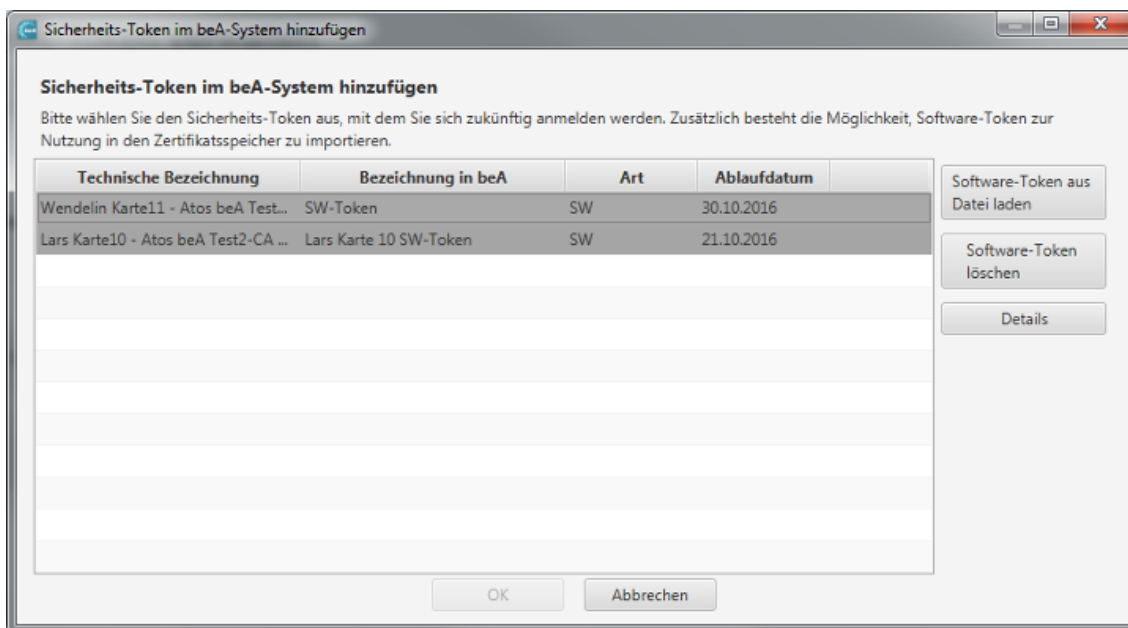 Sicherheits-Token im beA-System hinzufügen
Sicherheits-Token im beA-System hinzufügen
Bitte wählen Sie den Sicherheits-Token aus, mit dem Sie sich zukünftig anmelden werden. Zusätzlich besteht die Möglichkeit, Software-Token zur
Nutzung in den Zertifikatsspeicher zu importieren.
Technische Bezeichnung Bezeichnung in beA Art Ablaufdatum
Wendelin Karte11 - Atos beA Test... SW-Token SW 30.10.2016
Lars Karte10 - Atos beA Test2-CA ... Lars Karte 10 SW-Token SW 21.10.2016
Software-Token aus
Datei laden
Software-Token
löschen
Details
OK Abbrechen